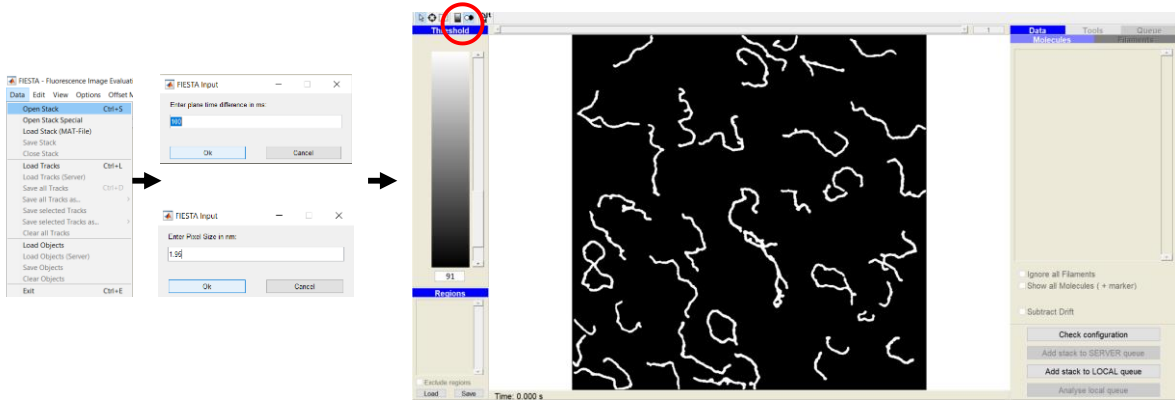 FIESTA - Fluorescence Image Evaluati
Data Edit View Options Offset M
Open Stack Ctrl+S
Open Stack Special
Load Stack (MAT-File)
Save Stack
Close Stack
Load Tracks Ctrl+L
Load Tracks (Server)
Save all Tracks Ctrl+D
Save all Tracks as...
Save selected Tracks
Save selected Tracks as...
Clear all Tracks
Load Objects
Load Objects (Server)
Save Objects
Clear Objects
Exit Ctrl+E
FIESTA Input
Enter plane time difference in ms:
Ok Cancel
FIESTA Input
Enter Pixel Size in nm:
1.95
Ok Cancel
Threshold
91
Regions
Exclude regions
Load Save
1
Time: 0.000 s
Data Tools Queue
Molecules Filaments
Ignore all Filaments
Show all Molecules ( + marker)
Subtract Drift
Check configuration
Add stack to SERVER queue
Add stack to LOCAL queue
Analyse local queue